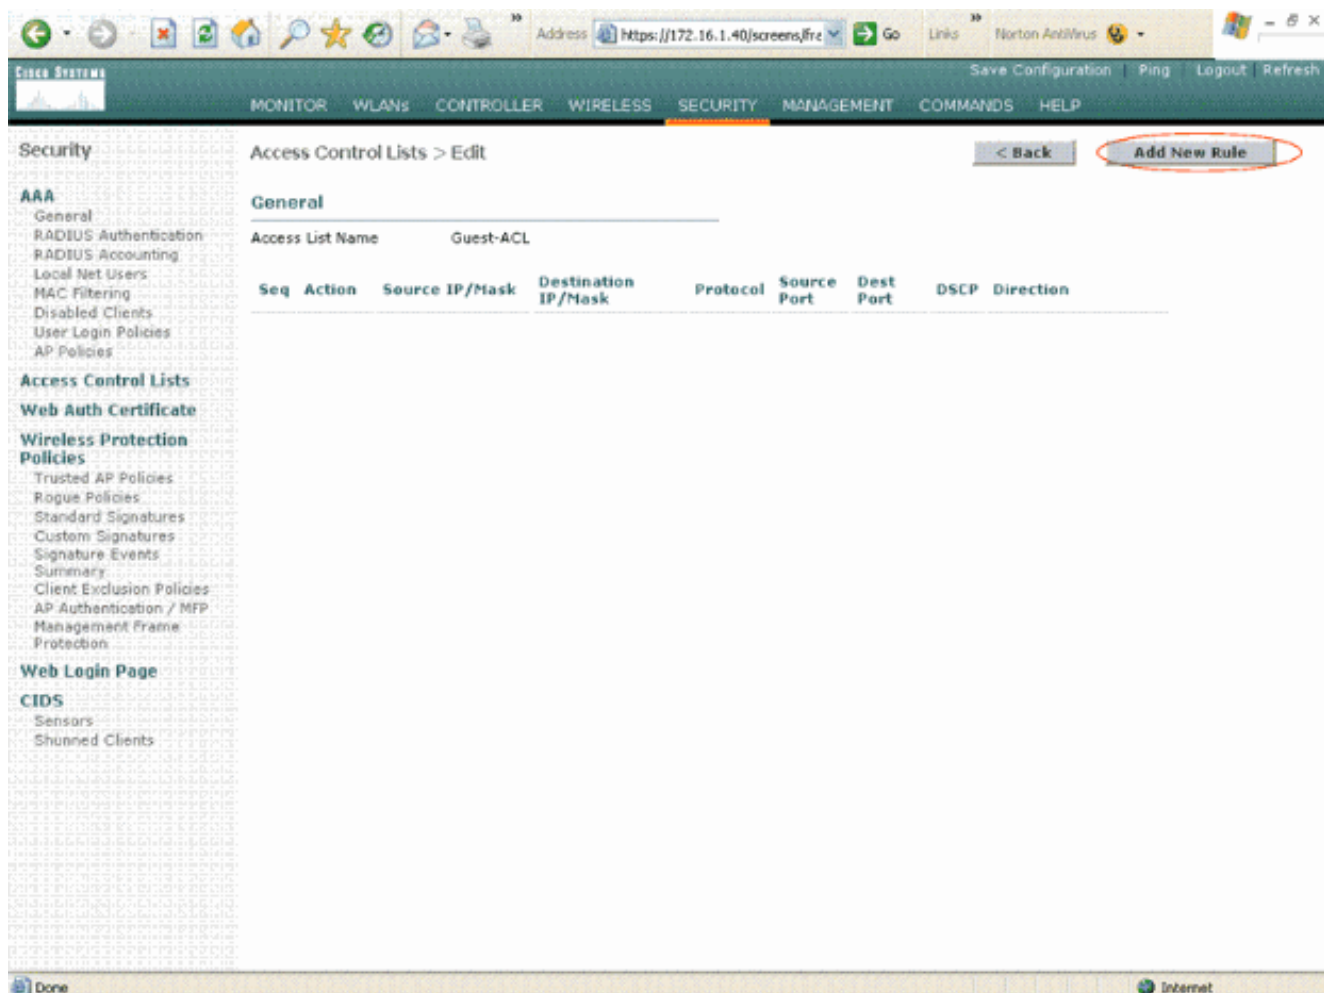 Address https://172.16.1.40/screens/fra Go Links Norton AntiVirus
CISCO SYSTEMS
Save Configuration Ping Logout Refresh
MONITOR WLANs CONTROLLER WIRELESS SECURITY MANAGEMENT COMMANDS HELP
Security
Access Control Lists > Edit
< Back
Add New Rule
AAA
General
RADIUS Authentication
RADIUS Accounting
Local Net Users
MAC Filtering
Disabled Clients
User Login Policies
AP Policies
Access Control Lists
Web Auth Certificate
Wireless Protection
Policies
Trusted AP Policies
Rogue Policies
Standard Signatures
Custom Signatures
Signature Events
Summary
Client Exclusion Policies
AP Authentication / MFP
Management Frame
Protection
Web Login Page
CIDS
Sensors
Shunned Clients
General
Access List Name Guest-ACL
Seq Action Source IP/Mask Destination IP/Mask Protocol Source Port Dest Port DSCP Direction
Done
Internet